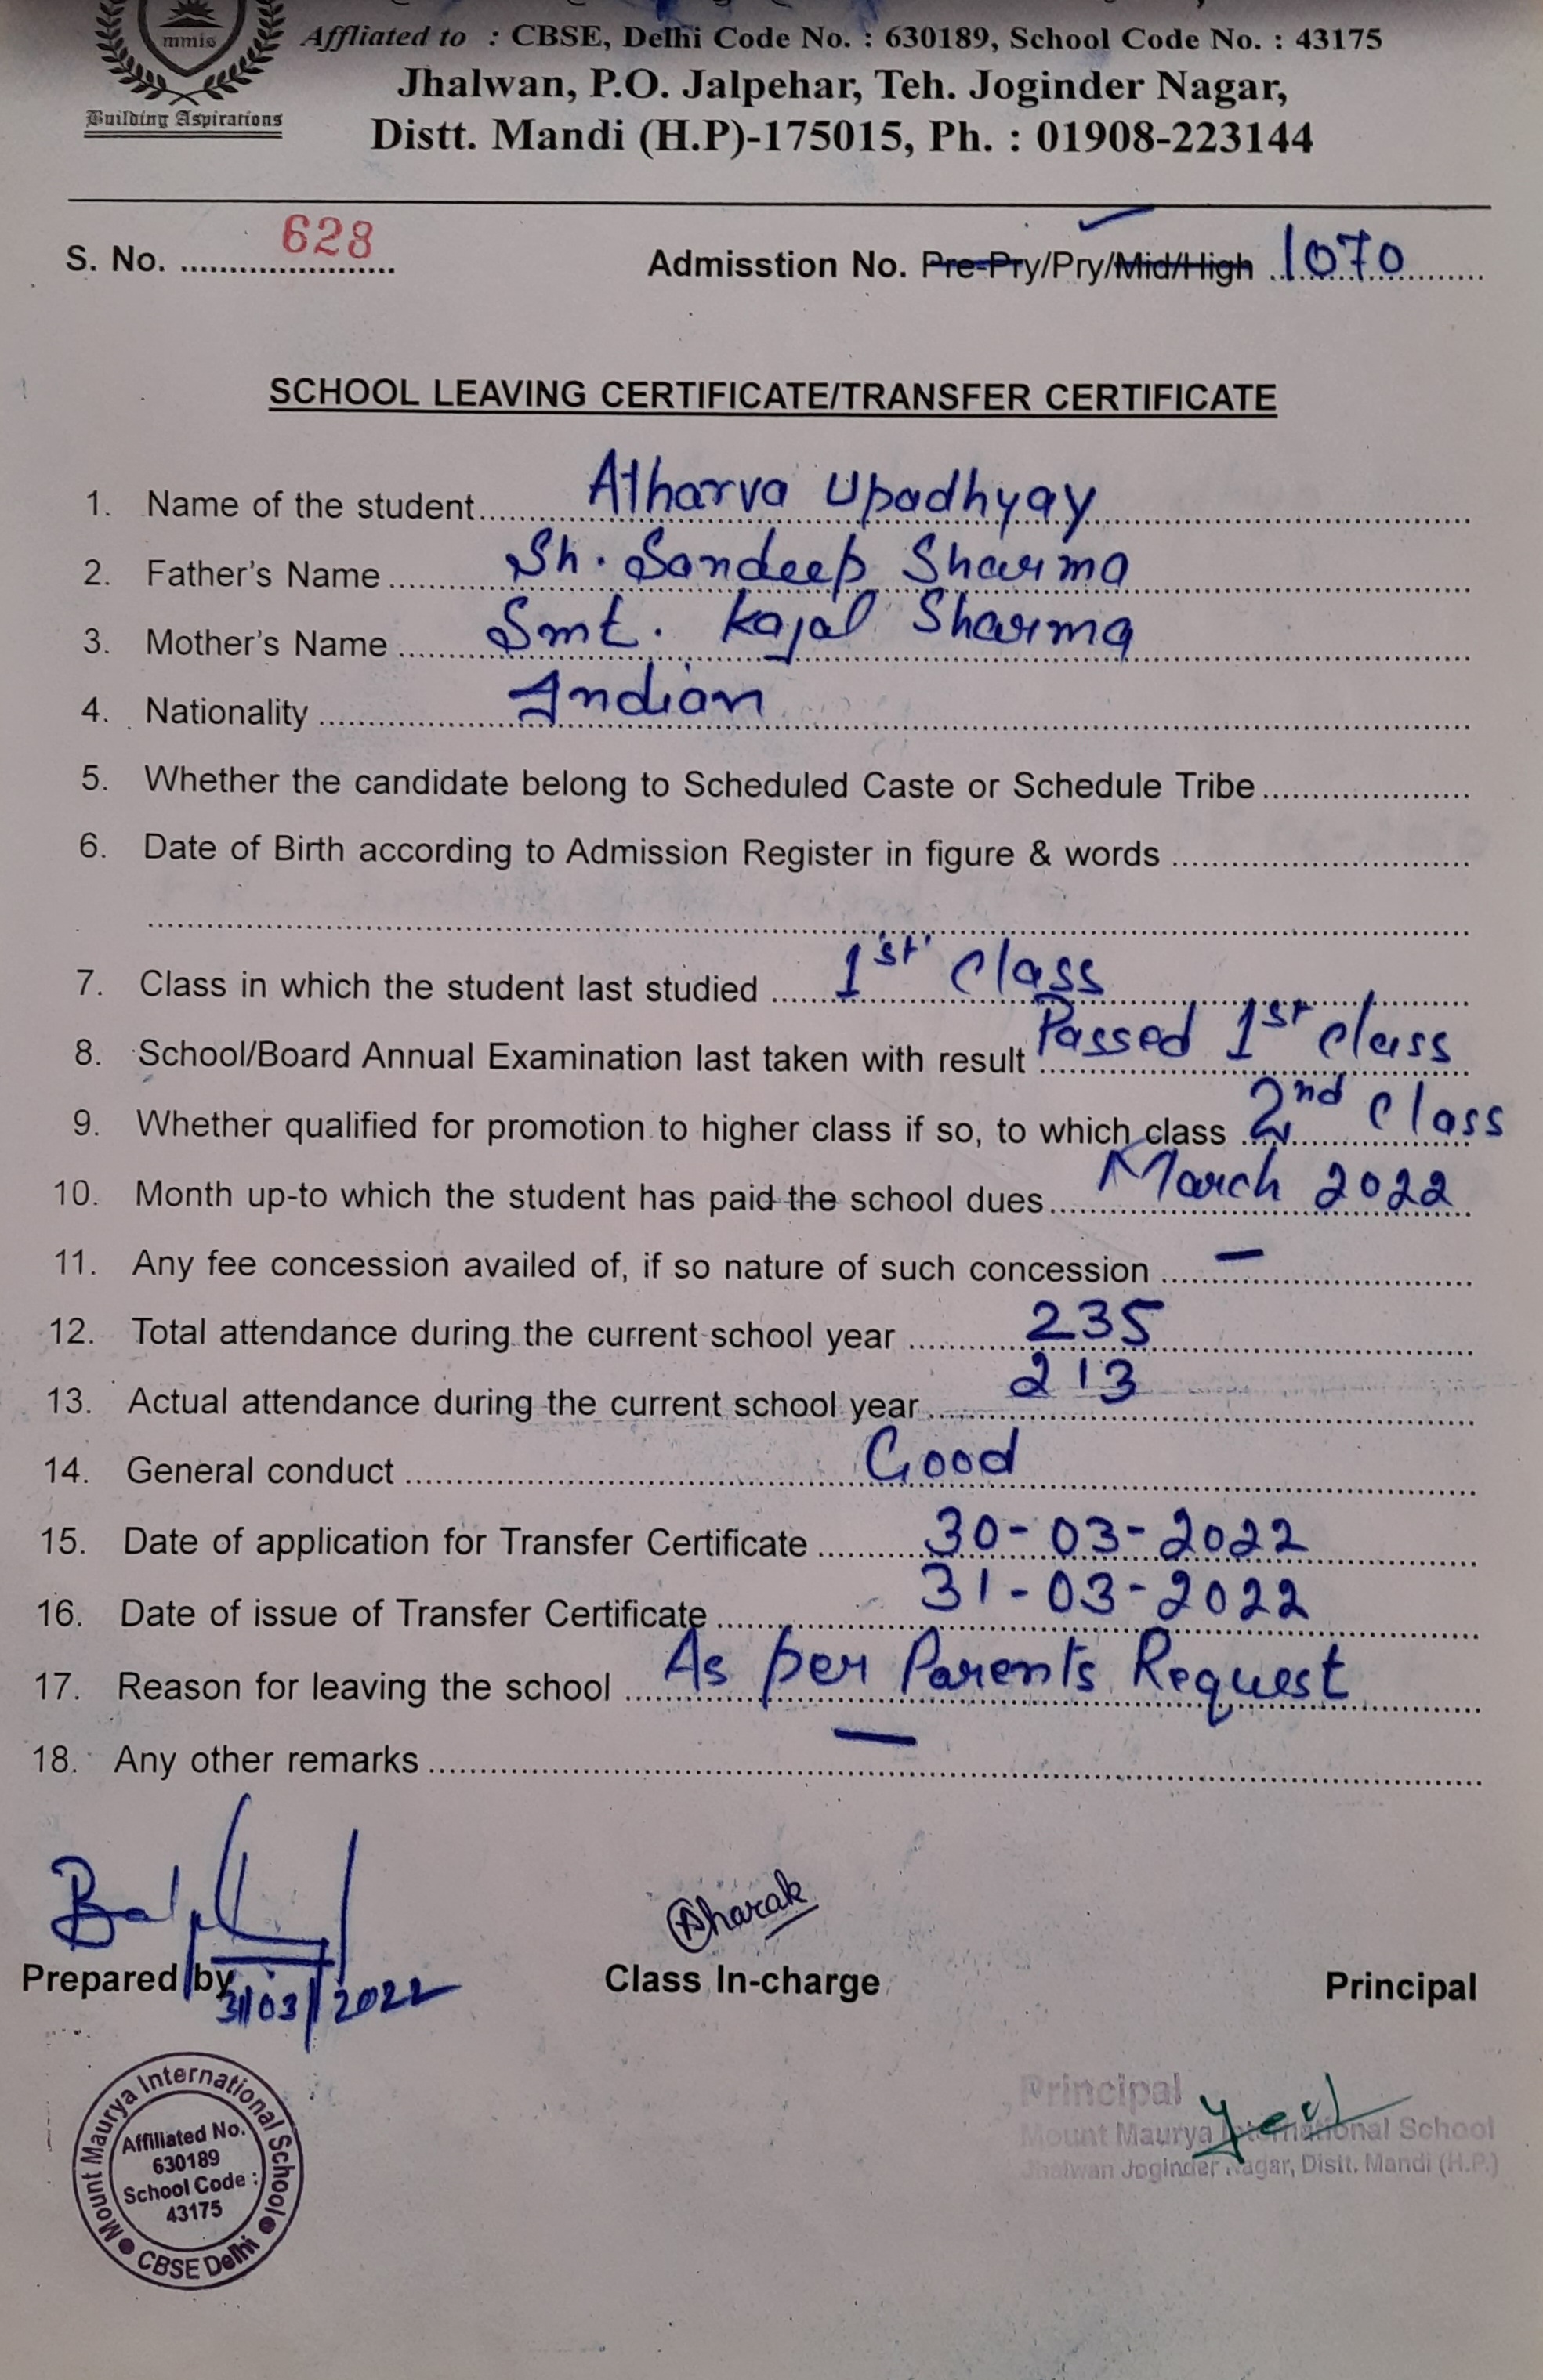 mmis
Building Aspirations
Affliated to : CBSE, Delhi Code No. : 630189, School Code No. : 43175
Jhalwan, P.O. Jalpehar, Teh. Joginder Nagar,
Distt. Mandi (H.P)-175015, Ph. : 01908-223144
S. No. 628 Admisstion No. Pre-Pry/Pry/Mid/High 1070
SCHOOL LEAVING CERTIFICATE/TRANSFER CERTIFICATE
1. Name of the student Atharva Upadhyay
2. Father's Name Sh. Sandeep Sharma
3. Mother's Name Smt. Kajal Sharma
4. Nationality Indian
5. Whether the candidate belong to Scheduled Caste or Schedule Tribe
6. Date of Birth according to Admission Register in figure & words
7. Class in which the student last studied 1st class
8. School/Board Annual Examination last taken with result Passed 1st class
9. Whether qualified for promotion to higher class if so, to which class 2nd class
10. Month up-to which the student has paid the school dues March 2022
11. Any fee concession availed of, if so nature of such concession —
12. Total attendance during the current school year 235
13. Actual attendance during the current school year 213
14. General conduct Good
15. Date of application for Transfer Certificate 30-03-2022
16. Date of issue of Transfer Certificate 31-03-2022
17. Reason for leaving the school As per Parents Request
18. Any other remarks —
Prepared by Class In-charge Principal
31/03/2022
Mount Maurya International School
Affiliated No.
630189
School Code :
43175
CBSE Delhi
Principal
Mount Maurya International School
Jhalwan Joginder Nagar, Distt. Mandi (H.P.)